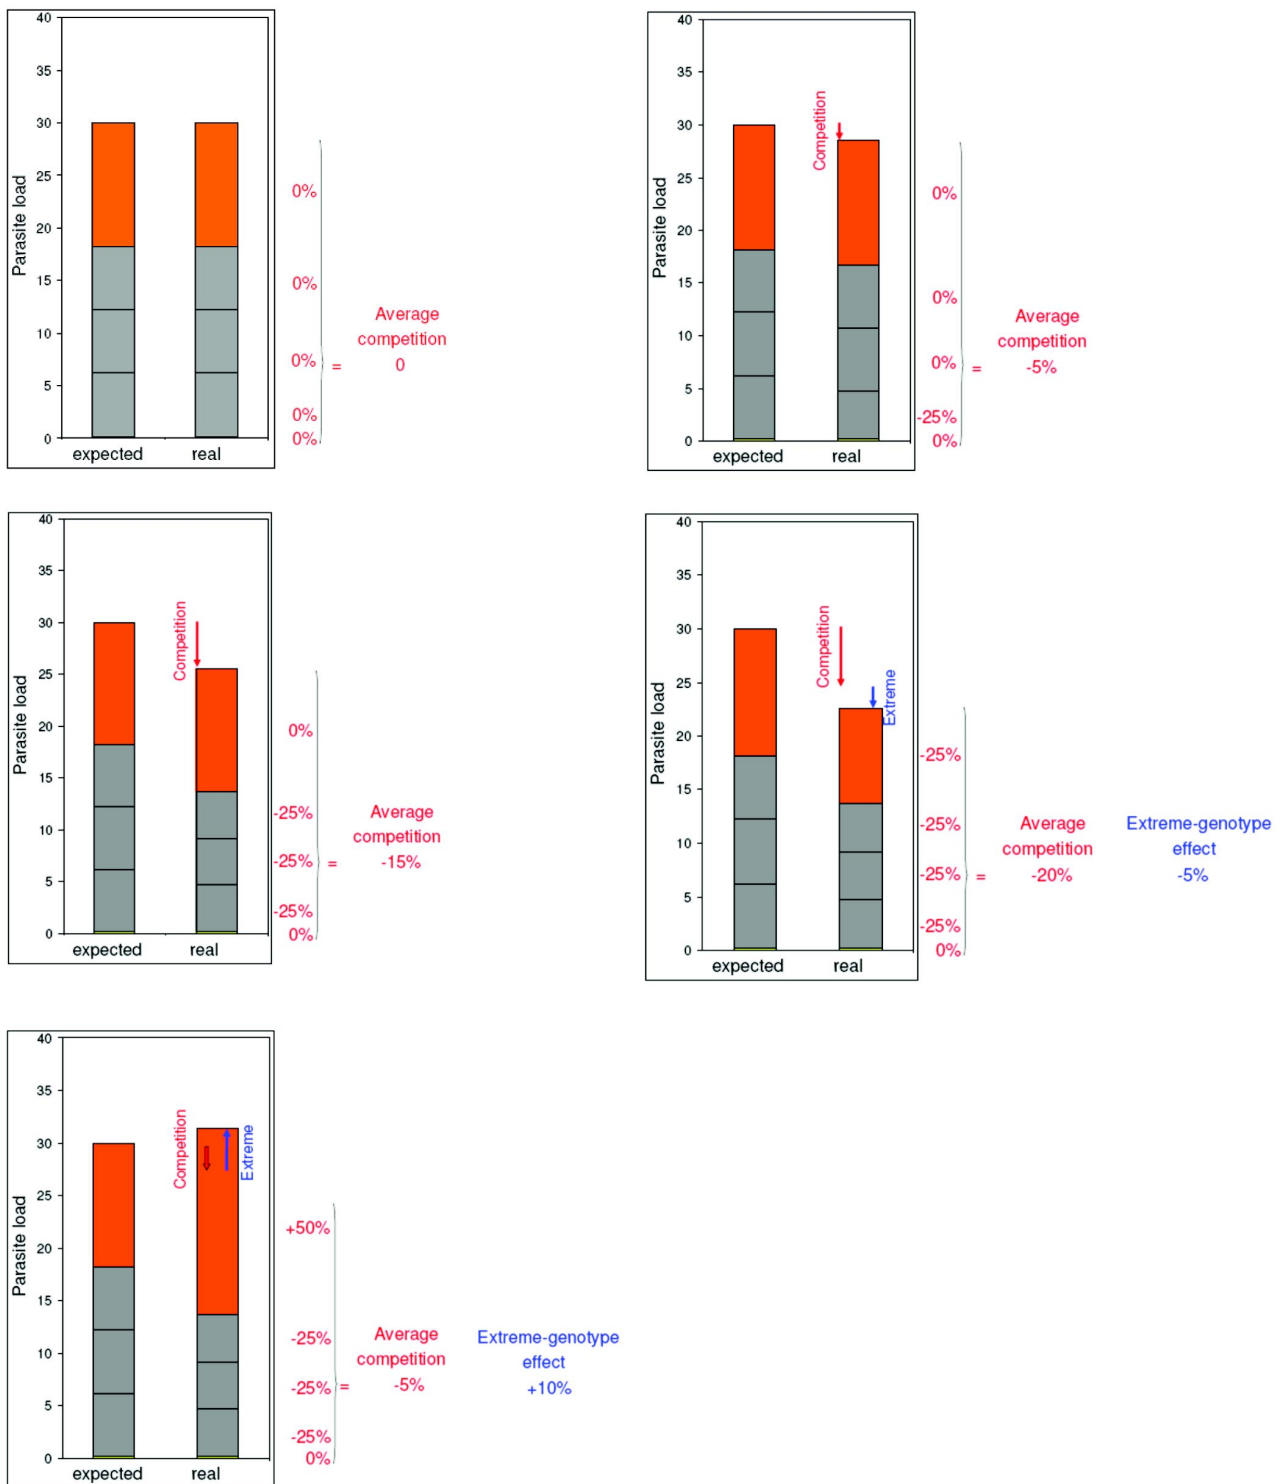 40
35
30
25
20
15
10
5
0
Parasite load
expected
real
0%
0%
0%
0%
0%
=
Average
competition
0
40
35
30
25
20
15
10
5
0
Parasite load
Competition
expected
real
0%
0%
0%
-25%
0%
=
Average
competition
-5%
40
35
30
25
20
15
10
5
0
Parasite load
Competition
expected
real
0%
-25%
-25%
-25%
0%
=
Average
competition
-15%
40
35
30
25
20
15
10
5
0
Parasite load
Competition
Extreme
expected
real
-25%
-25%
-25%
-25%
0%
=
Average
competition
-20%
Extreme-genotype
effect
-5%
40
35
30
25
20
15
10
5
0
Parasite load
Competition
Extreme
expected
real
+50%
-25%
-25%
-25%
0%
=
Average
competition
-5%
Extreme-genotype
effect
+10%